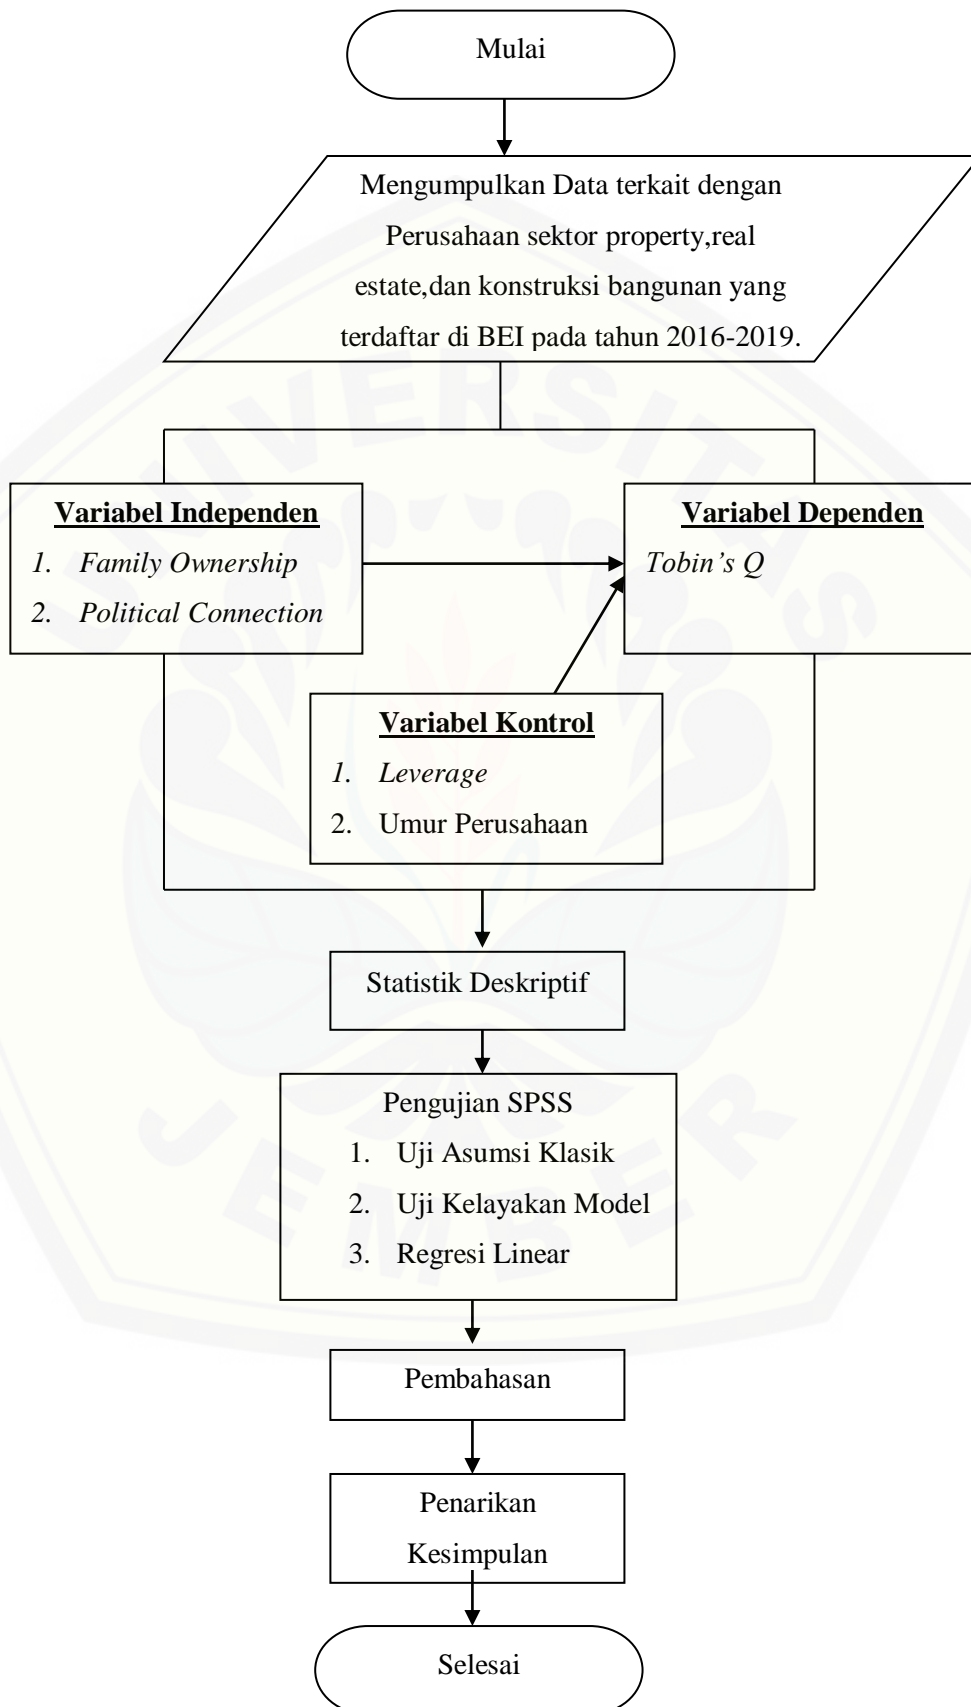 Mulai
Mengumpulkan Data terkait dengan
Perusahaan sektor property,real
estate,dan konstruksi bangunan yang
terdaftar di BEI pada tahun 2016-2019.
Variabel Independen
1. Family Ownership
2. Political Connection
Variabel Dependen
Tobin’s Q
Variabel Kontrol
1. Leverage
2. Umur Perusahaan
Statistik Deskriptif
Pengujian SPSS
1. Uji Asumsi Klasik
2. Uji Kelayakan Model
3. Regresi Linear
Pembahasan
Penarikan
Kesimpulan
Selesai
UNIVERSITAS
JEMBER